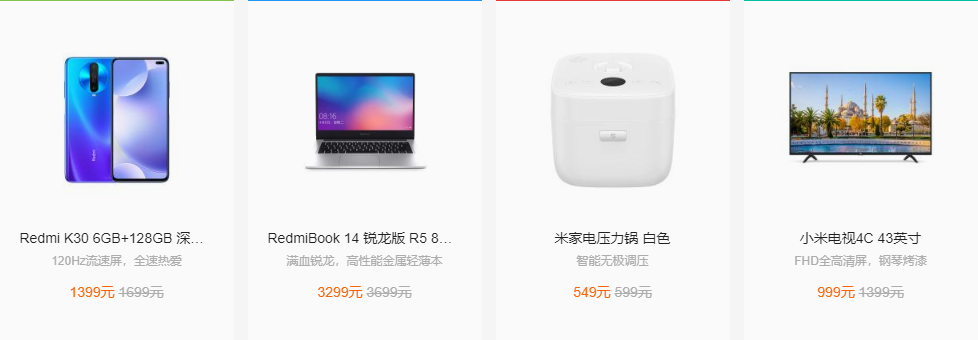 Redmi K30 6GB+128GB 深...
120Hz流速屏，全速热爱
1399元 1699元
RedmiBook 14 锐龙版 R5 8...
满血锐龙，高性能金属轻薄本
3299元 3699元
米家电压力锅 白色
智能无极调压
549元 599元
小米电视4C 43英寸
FHD全高清屏，钢琴烤漆
999元 1399元
Redmi
08:16